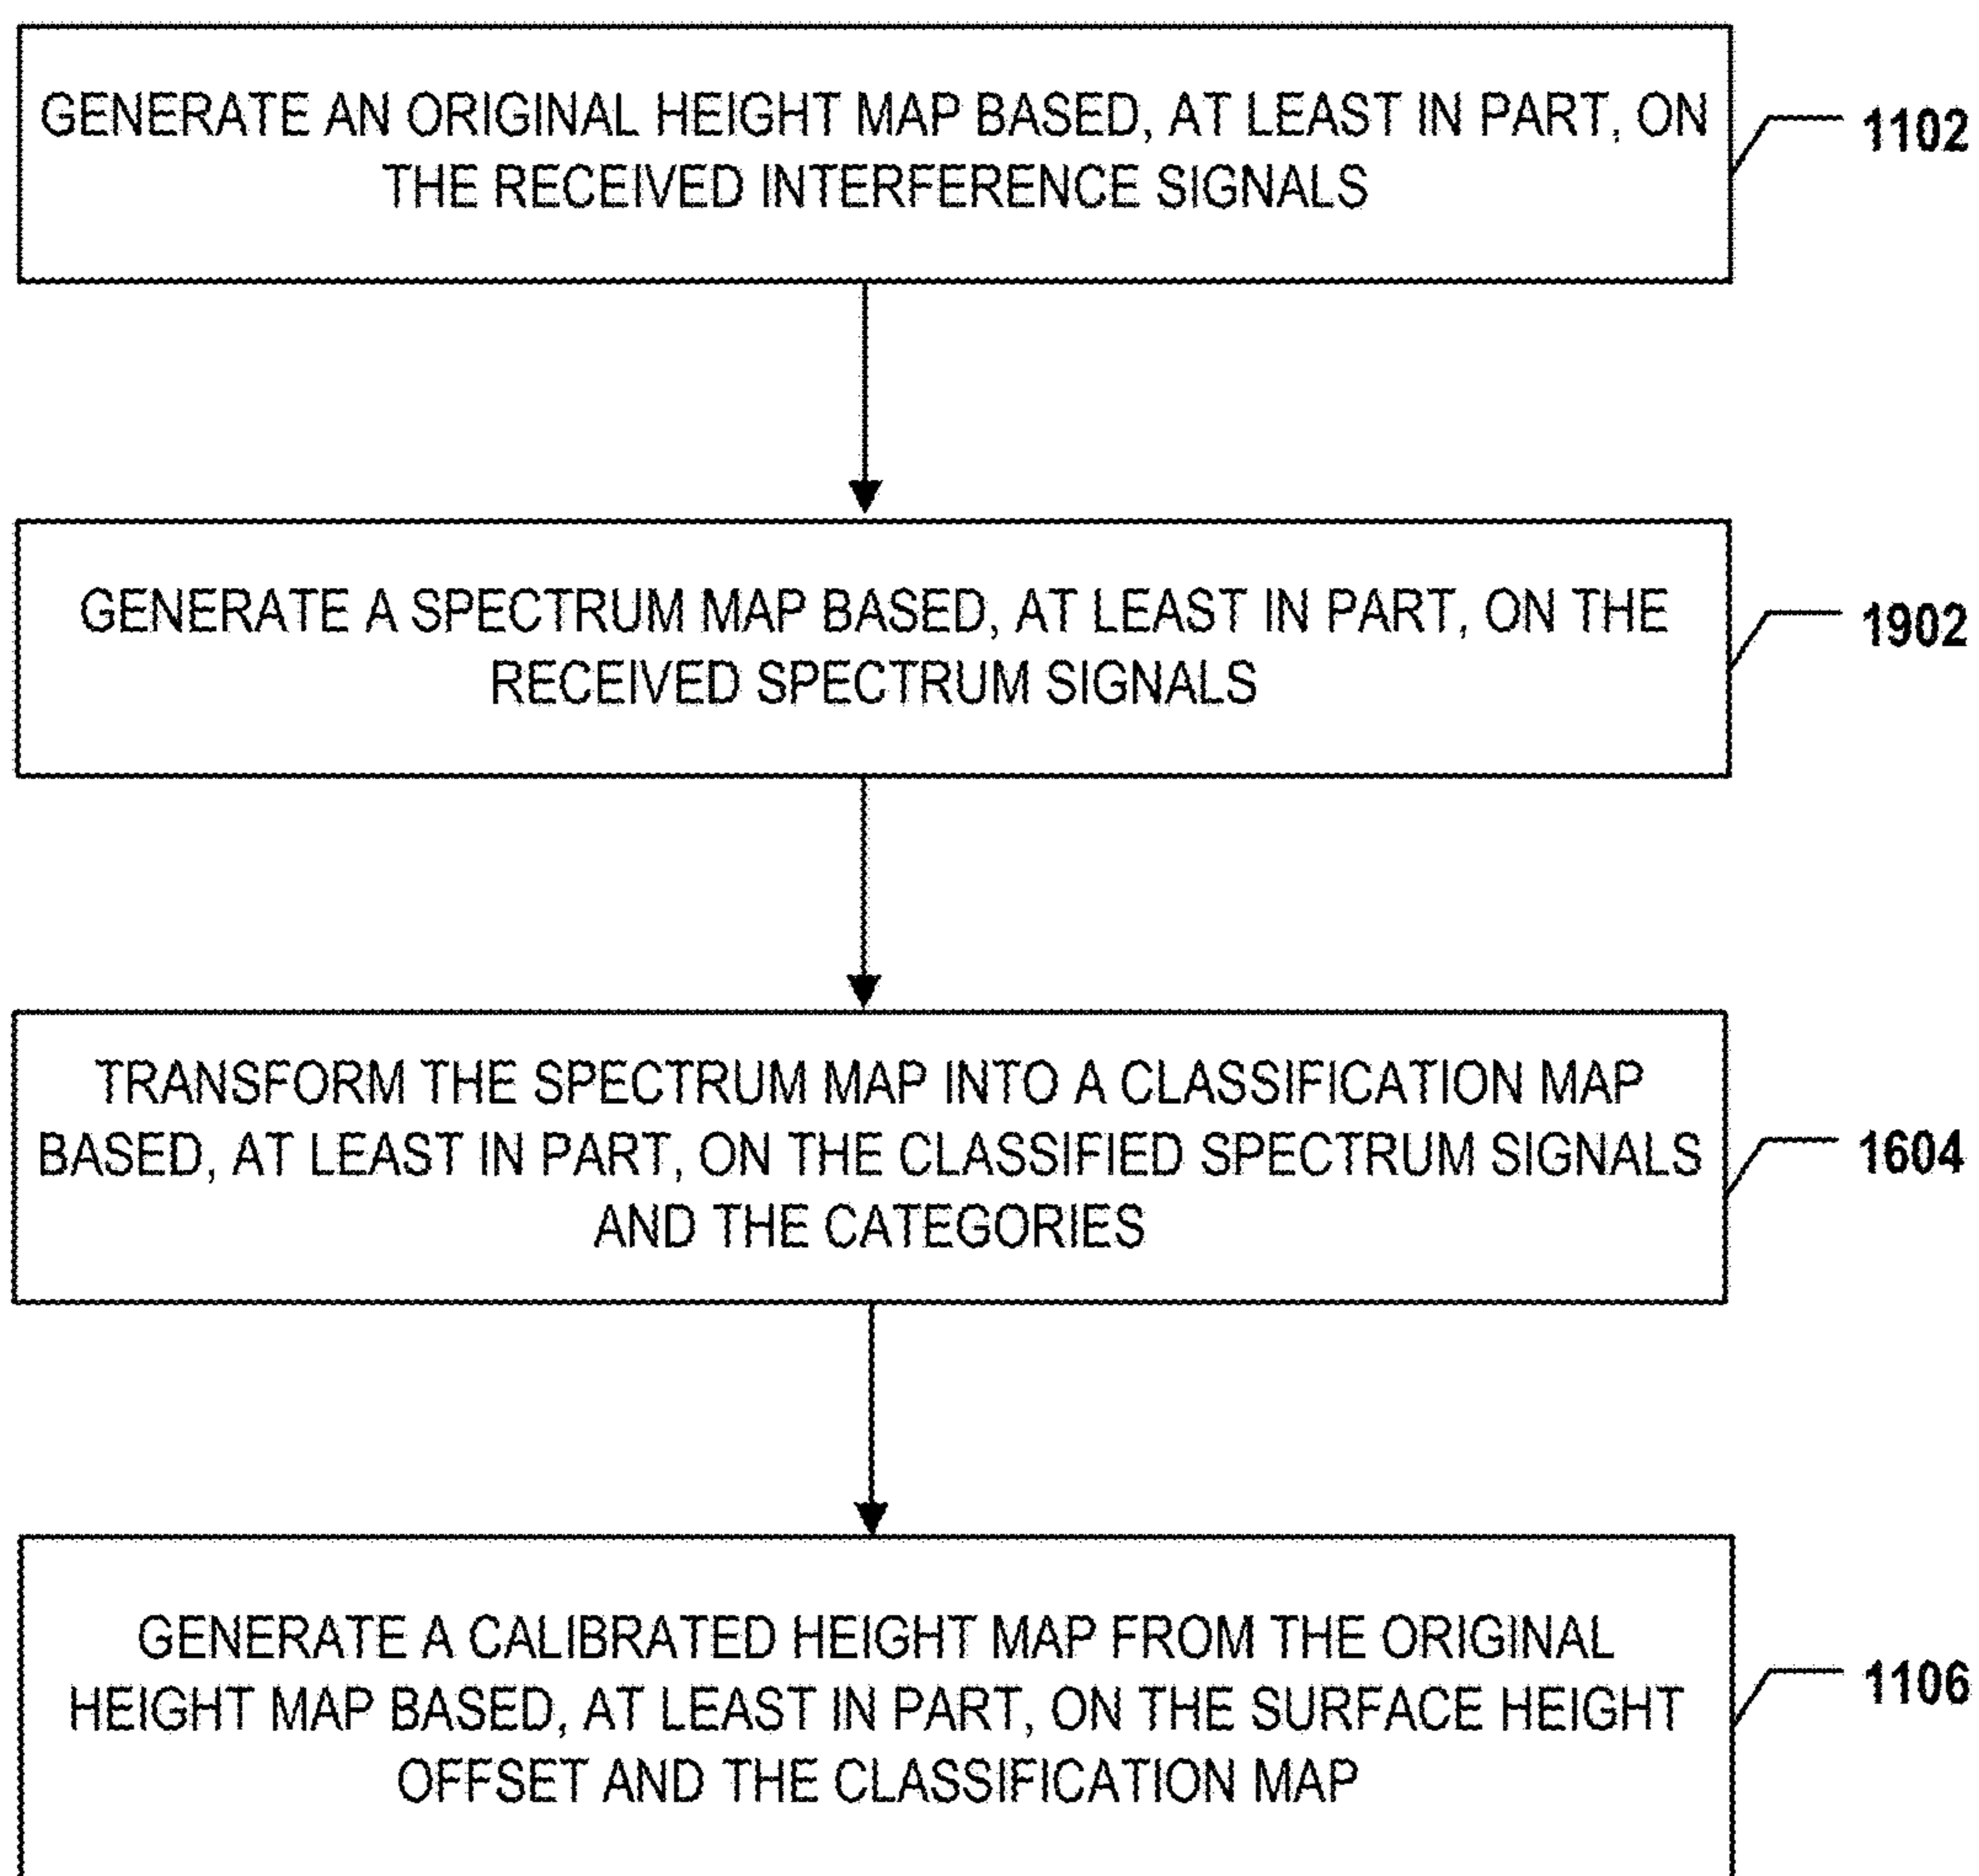 GENERATE AN ORIGINAL HEIGHT MAP BASED, AT LEAST IN PART, ON
THE RECEIVED INTERFERENCE SIGNALS
1102
GENERATE A SPECTRUM MAP BASED, AT LEAST IN PART, ON THE
RECEIVED SPECTRUM SIGNALS
1902
TRANSFORM THE SPECTRUM MAP INTO A CLASSIFICATION MAP
BASED, AT LEAST IN PART, ON THE CLASSIFIED SPECTRUM SIGNALS
AND THE CATEGORIES
1604
GENERATE A CALIBRATED HEIGHT MAP FROM THE ORIGINAL
HEIGHT MAP BASED, AT LEAST IN PART, ON THE SURFACE HEIGHT
OFFSET AND THE CLASSIFICATION MAP
1106